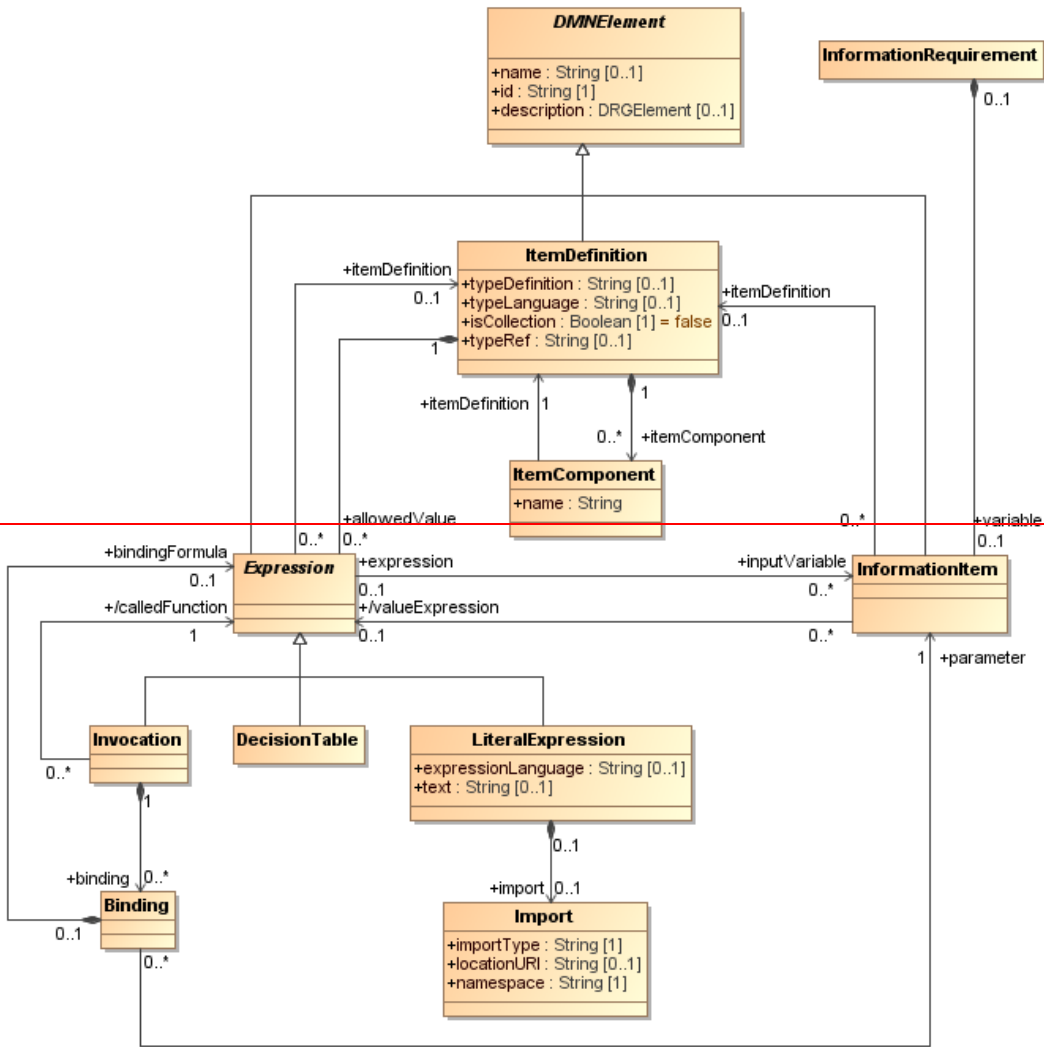 DMNElement
+name : String [0..1]
+id : String [1]
+description : DRGElement [0..1]
InformationRequirement
0..1
ItemDefinition
+typeDefinition : String [0..1]
+typeLanguage : String [0..1]
+isCollection : Boolean [1] = false
+typeRef : String [0..1]
+itemDefinition
0..1
+itemDefinition
0..1
1
+itemDefinition
1
1
0..*
+itemComponent
ItemComponent
+name : String
+allowedValue
0..*
0..*
0..*
+variable
0..1
+bindingFormula
0..1
Expression
+expression
0..1
+inputVariable
0..*
InformationItem
+/calledFunction
1
+/valueExpression
0..1
0..*
1
+parameter
Invocation
0..*
1
DecisionTable
LiteralExpression
+expressionLanguage : String [0..1]
+text : String [0..1]
0..1
+binding
0..*
+import
0..1
Binding
0..1
0..*
Import
+importType : String [1]
+locationURI : String [0..1]
+namespace : String [1]